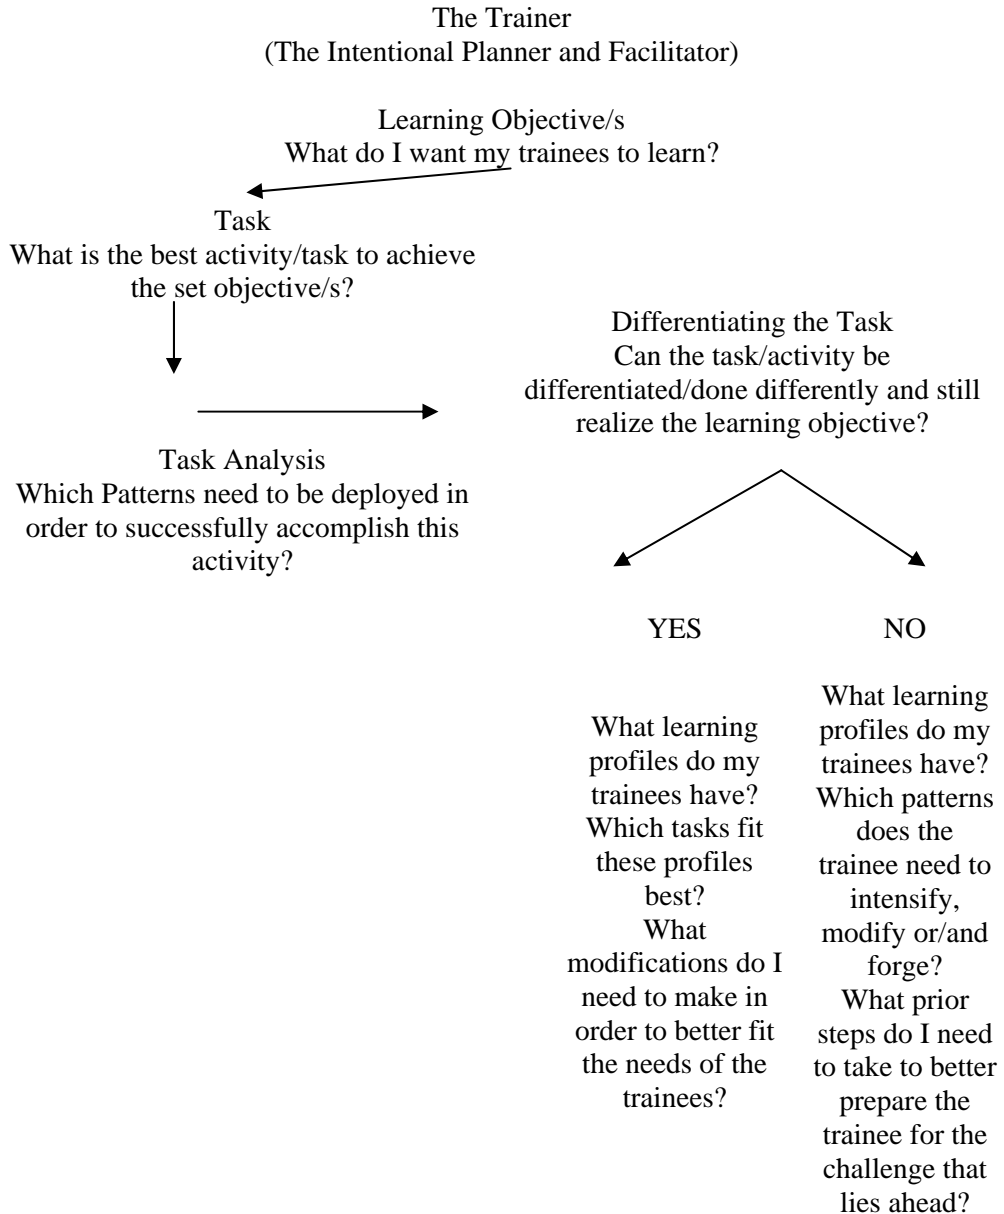 The Trainer
(The Intentional Planner and Facilitator)
Learning Objective/s
What do I want my trainees to learn?
Task
What is the best activity/task to achieve
the set objective/s?
Differentiating the Task
Can the task/activity be
differentiated/done differently and still
realize the learning objective?
Task Analysis
Which Patterns need to be deployed in
order to successfully accomplish this
activity?
YES
What learning
profiles do my
trainees have?
Which tasks fit
these profiles
best?
What
modifications do I
need to make in
order to better fit
the needs of the
trainees?
NO
What learning
profiles do my
trainees have?
Which patterns
does the
trainee need to
intensify,
modify or/and
forge?
What prior
steps do I need
to take to better
prepare the
trainee for the
challenge that
lies ahead?